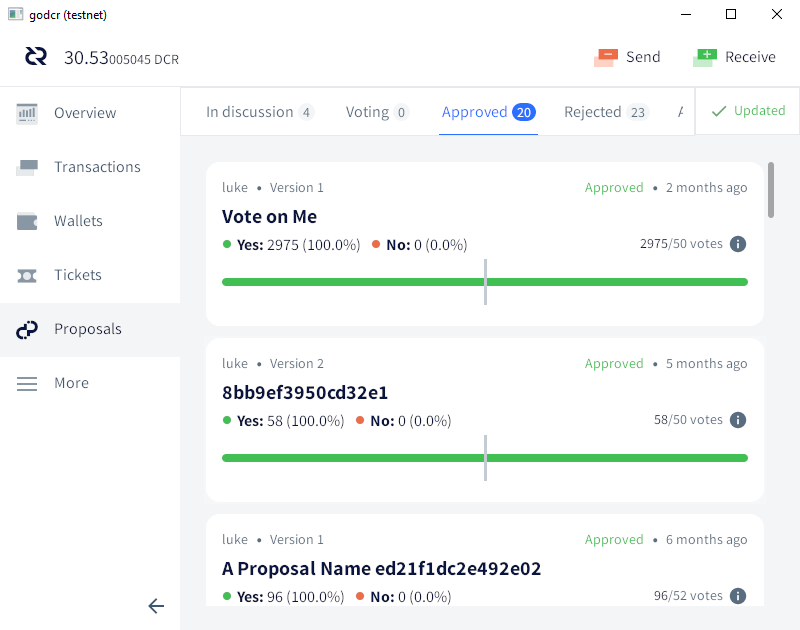 godcr (testnet)
30.53005045 DCR
Send
Receive
Overview
Transactions
Wallets
Tickets
Proposals
More
In discussion 4
Voting 0
Approved 20
Rejected 23
Updated
luke • Version 1
Approved • 2 months ago
Vote on Me
Yes: 2975 (100.0%) No: 0 (0.0%)
2975/50 votes
luke • Version 2
Approved • 5 months ago
8bb9ef3950cd32e1
Yes: 58 (100.0%) No: 0 (0.0%)
58/50 votes
luke • Version 1
Approved • 6 months ago
A Proposal Name ed21f1dc2e492e02
Yes: 96 (100.0%) No: 0 (0.0%)
96/52 votes